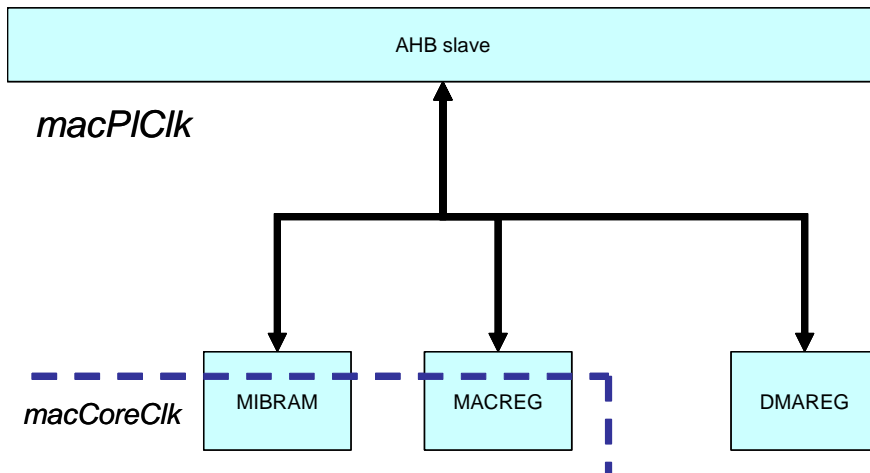 AHB slave
macPIClk
macCoreClk
MIBRAM
MACREG
DMAREG